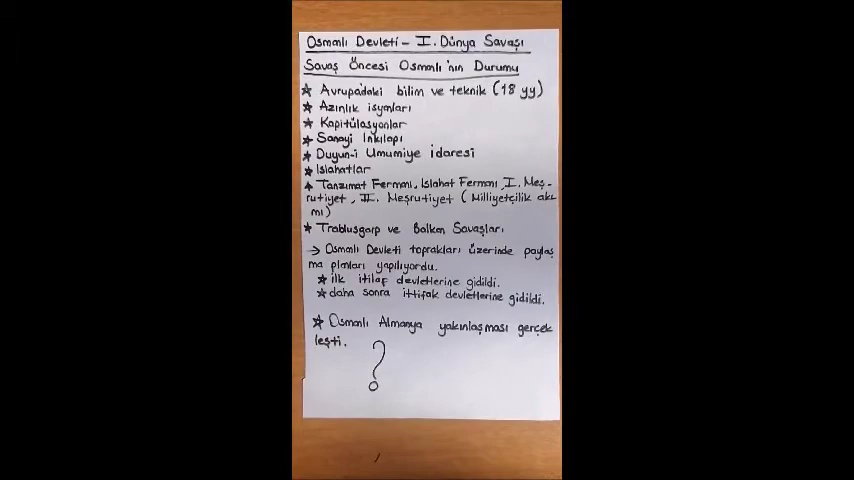 Osmanlı Devleti - I. Dünya Savaşı
Savaş Öncesi Osmanlı'nın Durumu
☆ Avrupa'daki bilim ve teknik (18 yy)
☆ Azınlık isyanları
☆ Kapitülasyonlar
☆ Sanayi İnkılapı
☆ Duyun-i Umumiye idaresi
☆ Islahatlar
☆ Tanzimat Fermanı, Islahat Fermanı, I. Meş-
rutiyet, II. Meşrutiyet (Milliyetçilik akı
mı)
☆ Trablusgarp ve Balkan Savaşları
→ Osmanlı Devleti toprakları üzerinde paylaş
ma planları yapılıyordu.
☆ ilk itilaf devletlerine gidildi.
☆ daha sonra ittifak devletlerine gidildi.
☆ Osmanlı Almanya yakınlaşması gerçek
leşti.
?